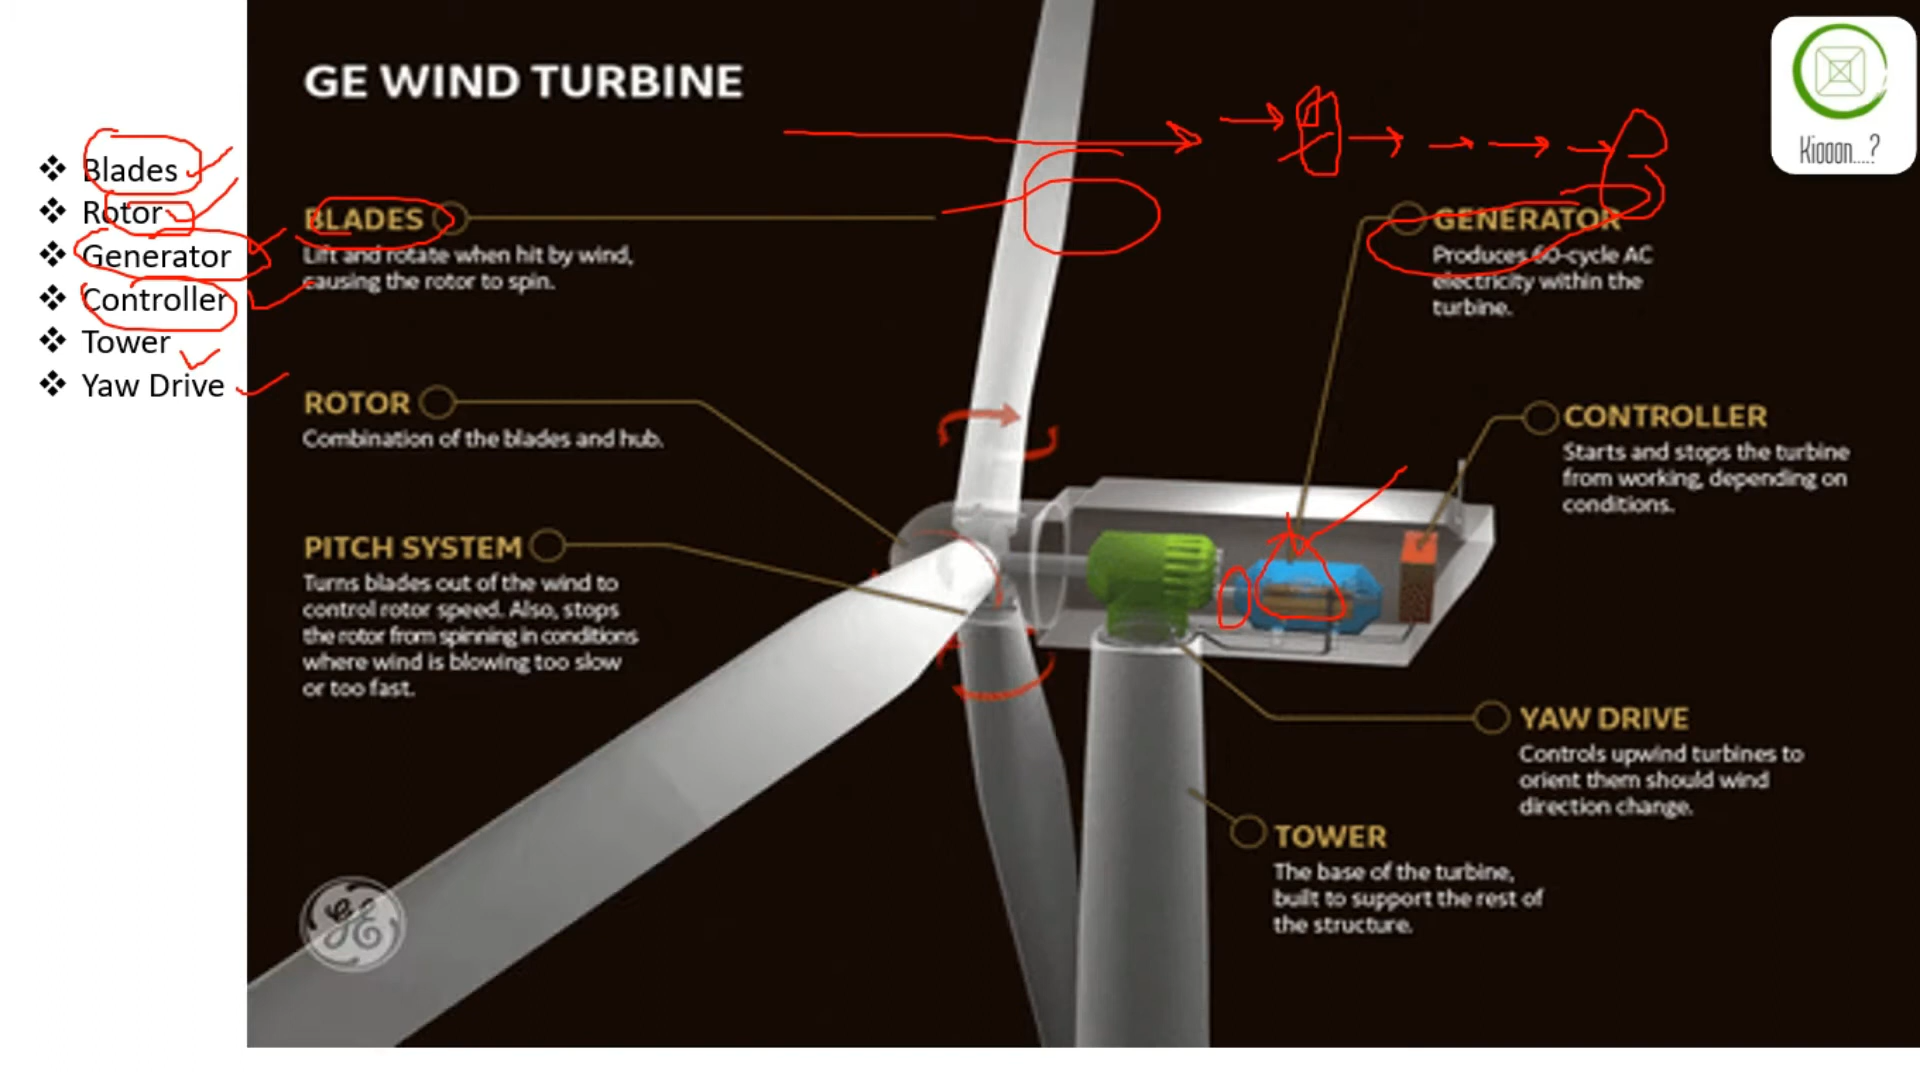 GE WIND TURBINE
Kiooon....?
❖ Blades
❖ Rotor
❖ Generator
❖ Controller
❖ Tower
❖ Yaw Drive
BLADES
Lift and rotate when hit by wind,
causing the rotor to spin.
ROTOR
Combination of the blades and hub.
PITCH SYSTEM
Turns blades out of the wind to
control rotor speed. Also, stops
the rotor from spinning in conditions
where wind is blowing too slow
or too fast.
GENERATOR
Produces 60-cycle AC
electricity within the
turbine.
CONTROLLER
Starts and stops the turbine
from working, depending on
conditions.
YAW DRIVE
Controls upwind turbines to
orient them should wind
direction change.
TOWER
The base of the turbine,
built to support the rest of
the structure.
GE